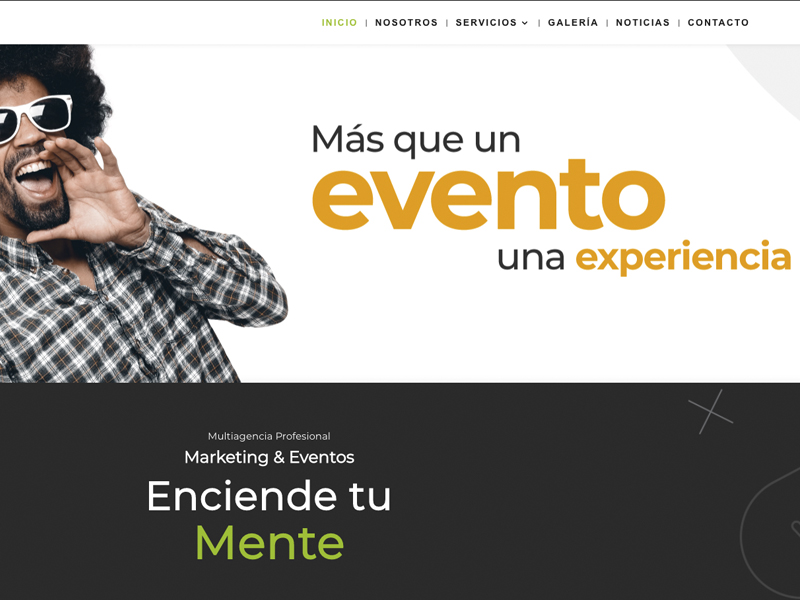 INICIO | NOSOTROS | SERVICIOS | GALERÍA | NOTICIAS | CONTACTO
Más que un
evento
una experiencia
Multiagencia Profesional
Marketing & Eventos
Enciende tu
Mente